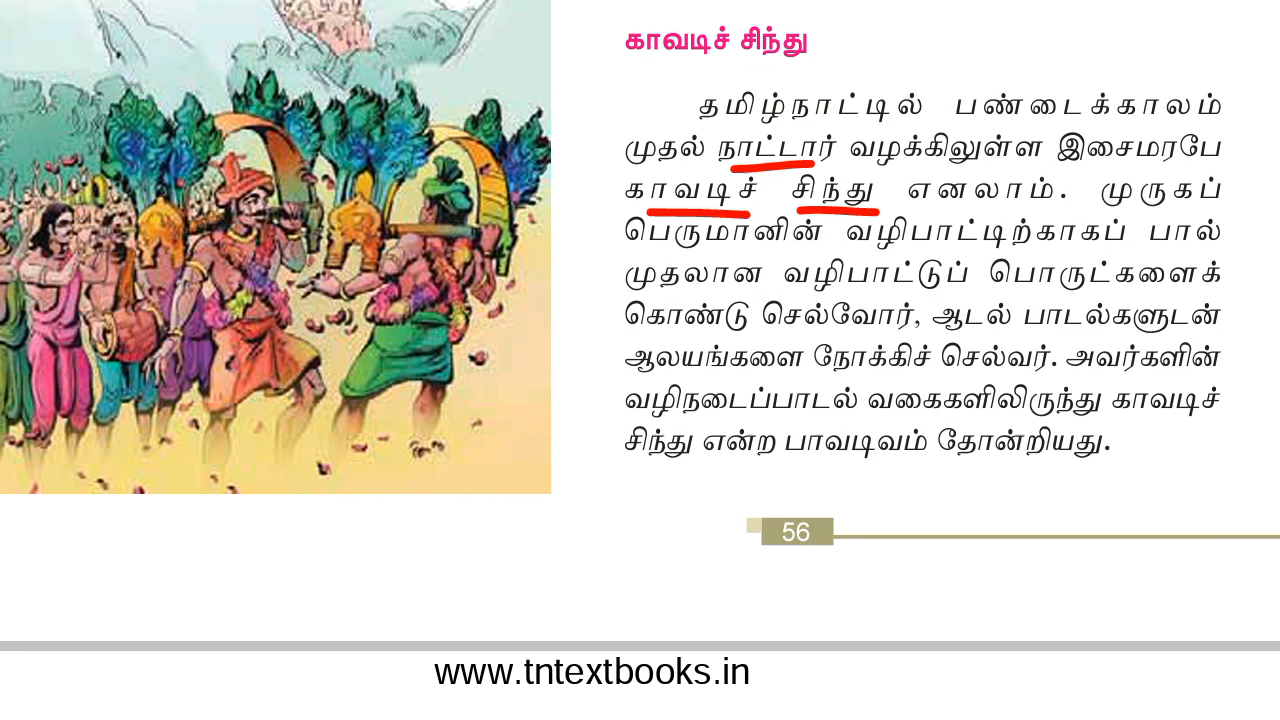 காவடிச் சிந்து
தமிழ்நாட்டில் பண்டைக்காலம்
முதல் நாட்டார் வழக்கிலுள்ள இசைமரபே
காவடிச் சிந்து எனலாம். முருகப்
பெருமானின் வழிபாட்டிற்காகப் பால்
முதலான வழிபாட்டுப் பொருட்களைக்
கொண்டு செல்வோர், ஆடல் பாடல்களுடன்
ஆலயங்களை நோக்கிச் செல்வர். அவர்களின்
வழிநடைப்பாடல் வகைகளிலிருந்து காவடிச்
சிந்து என்ற பாவடிவம் தோன்றியது.
56
www.tntextbooks.in